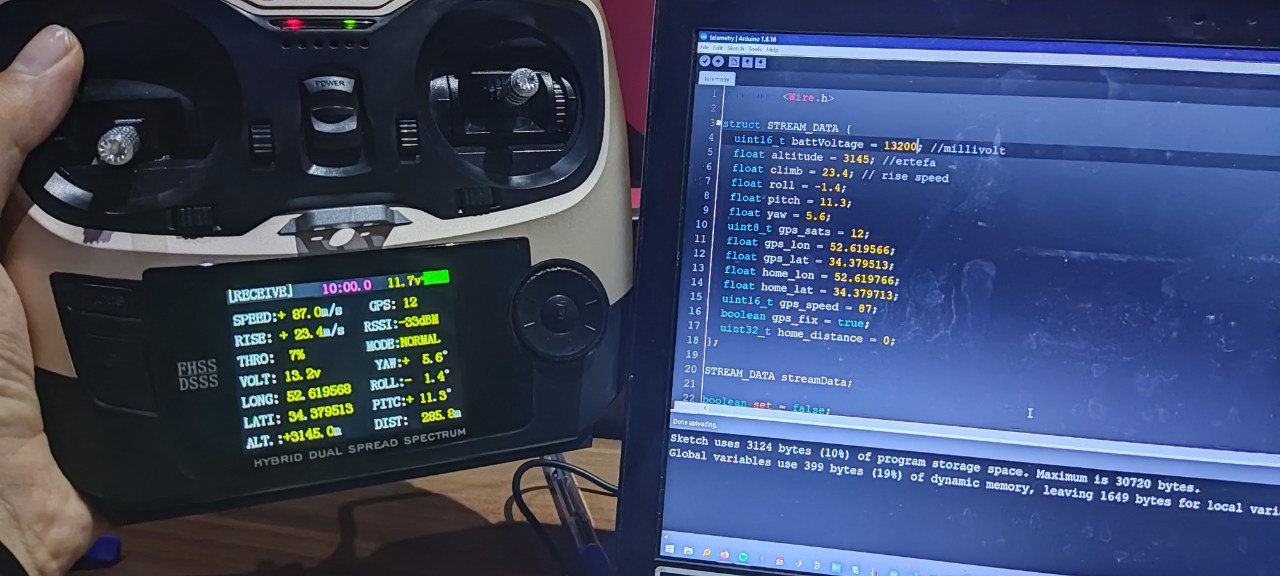 POWER
[RECEIVE] 10:00.0 11.7v
SPEED:+ 87.0m/s GPS: 12
RISE: + 23.4m/s RSSI:-33dBM
THRO: 7% MODE:NORMAL
VOLT: 13.2v YAW:+ 5.6°
LONG: 52.619568 ROLL:- 1.4°
LATI: 34.379513 PITC:+ 11.3°
ALT.:+3145.0m DIST: 285.8m
FHSS
DSSS
HYBRID DUAL SPREAD SPECTRUM
telemetry | Arduino 1.8.16
File Edit Sketch Tools Help
telemetry
1 <Wire.h>
2
3 struct STREAM_DATA {
4 uint16_t battVoltage = 13200; //millivolt
5 float altitude = 3145; //ertefa
6 float climb = 23.4; // rise speed
7 float roll = -1.4;
8 float pitch = 11.3;
9 float yaw = 5.6;
10 uint8_t gps_sats = 12;
11 float gps_lon = 52.619566;
12 float gps_lat = 34.379513;
13 float home_lon = 52.619766;
14 float home_lat = 34.379713;
15 uint16_t gps_speed = 87;
16 boolean gps_fix = true;
17 uint32_t home_distance = 0;
18 };
19
20 STREAM_DATA streamData;
21
22 boolean set = false;
Done uploading.
Sketch uses 3124 bytes (10%) of program storage space. Maximum is 30720 bytes.
Global variables use 399 bytes (19%) of dynamic memory, leaving 1649 bytes for local vari